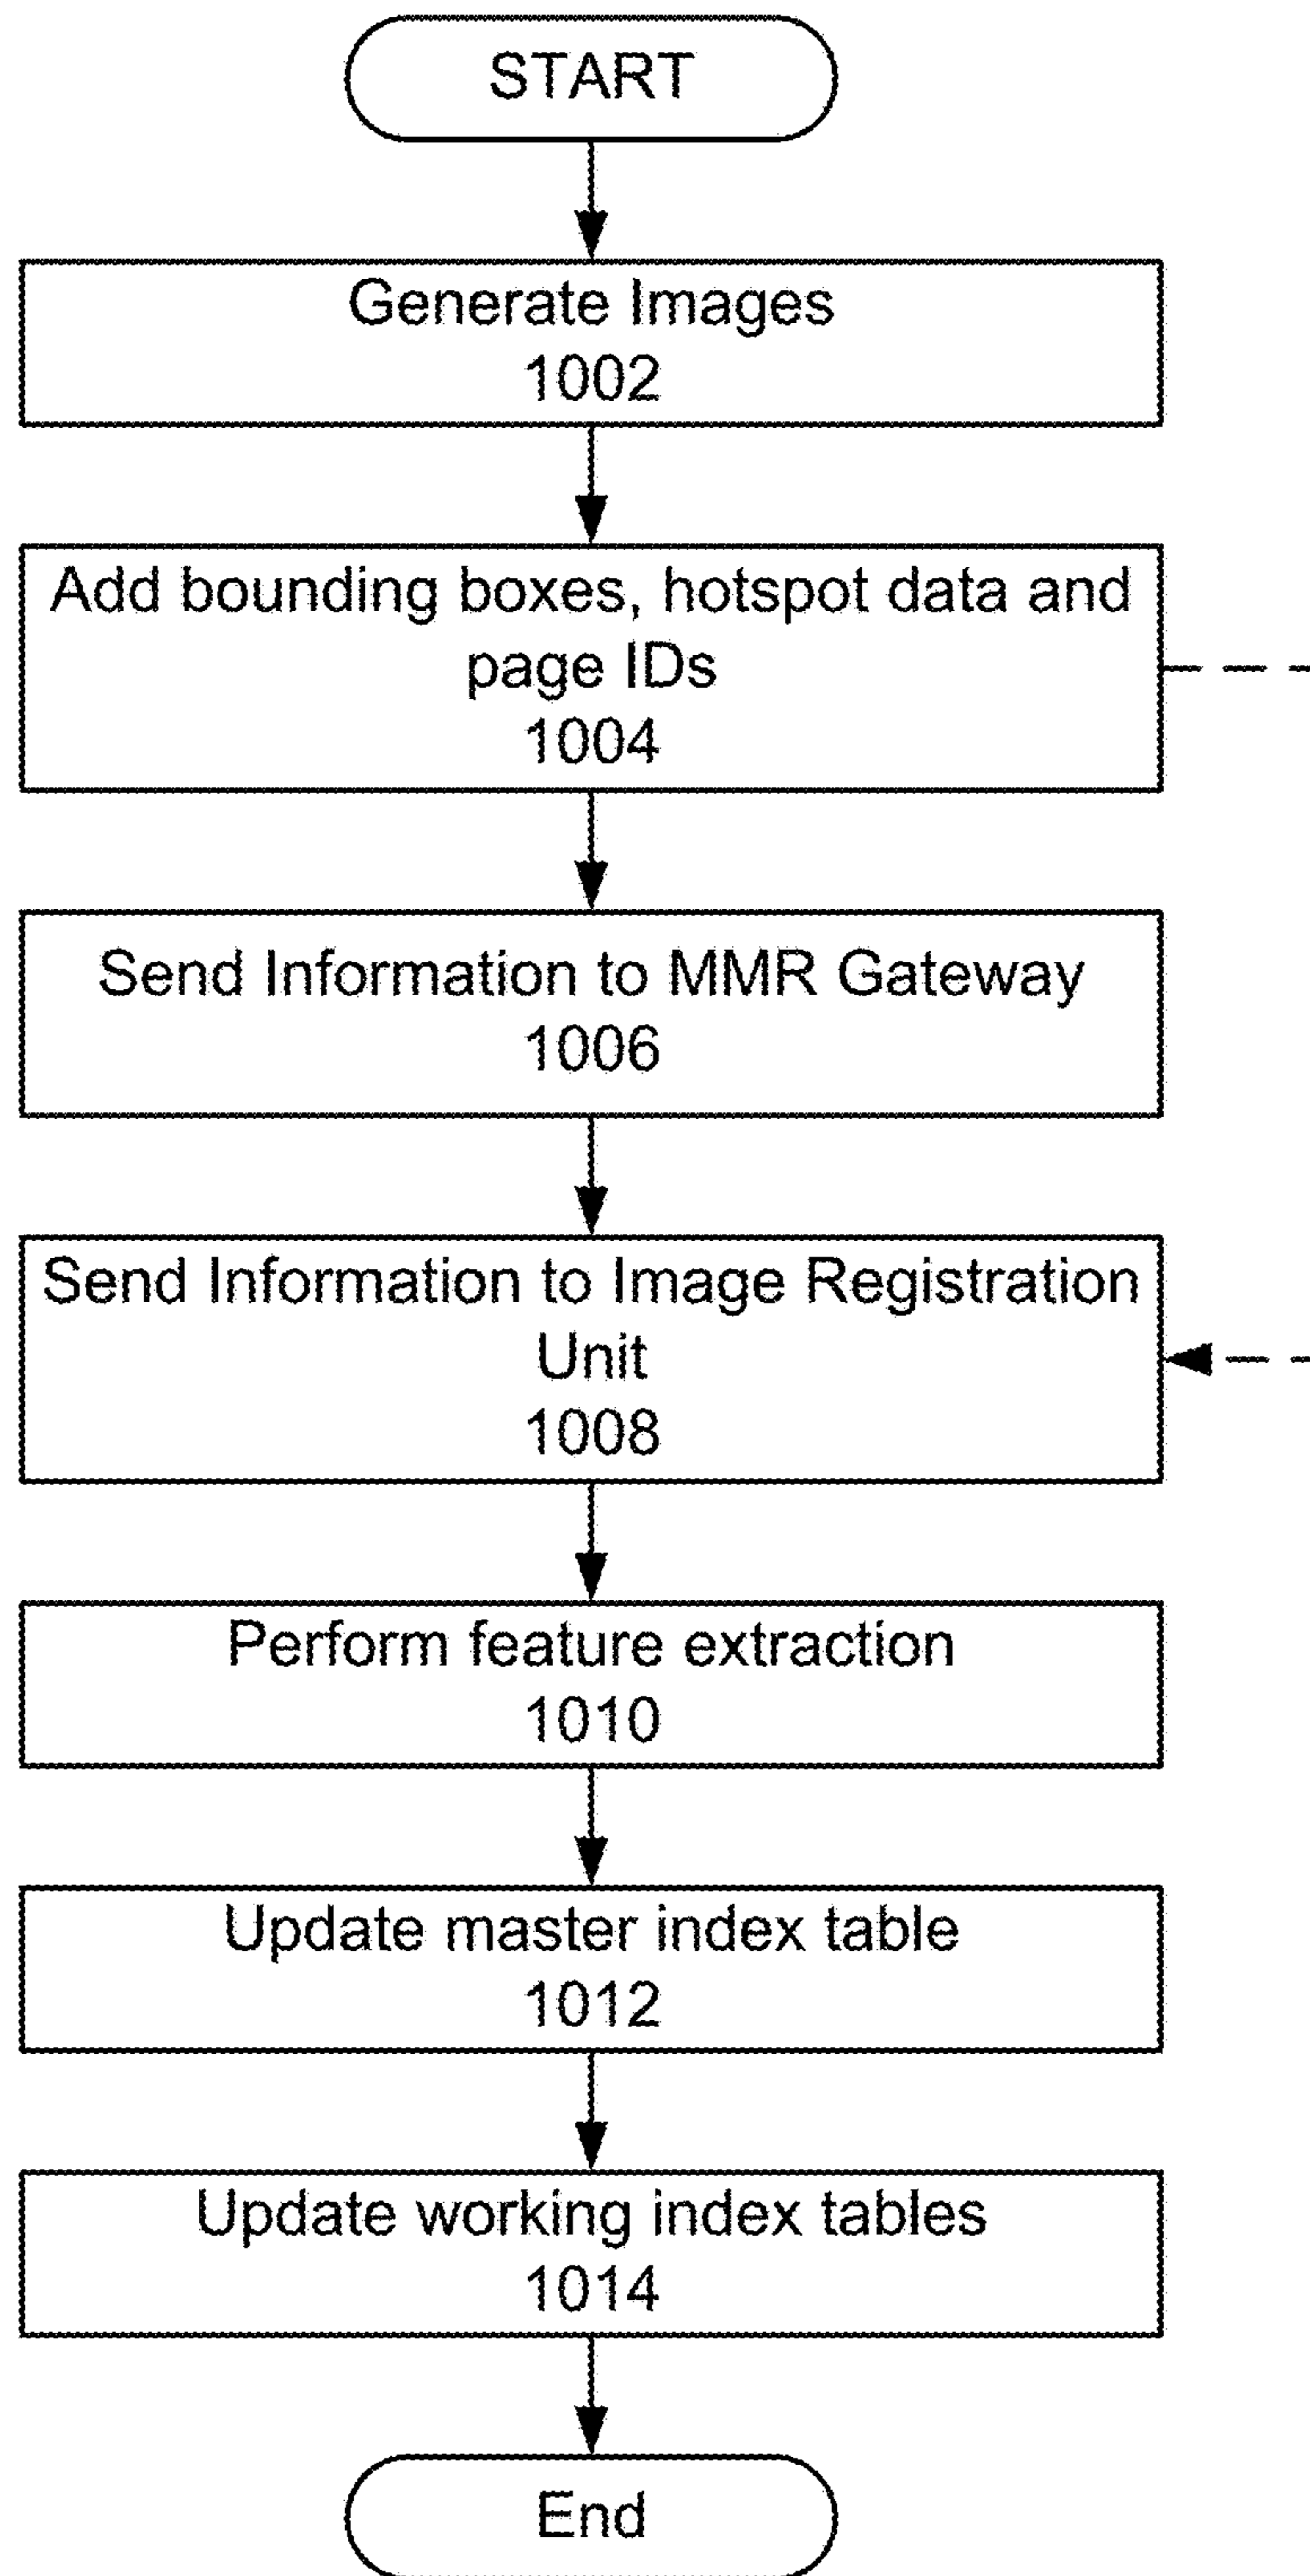 START
Generate Images
1002
Add bounding boxes, hotspot data and
page IDs
1004
Send Information to MMR Gateway
1006
Send Information to Image Registration
Unit
1008
Perform feature extraction
1010
Update master index table
1012
Update working index tables
1014
End